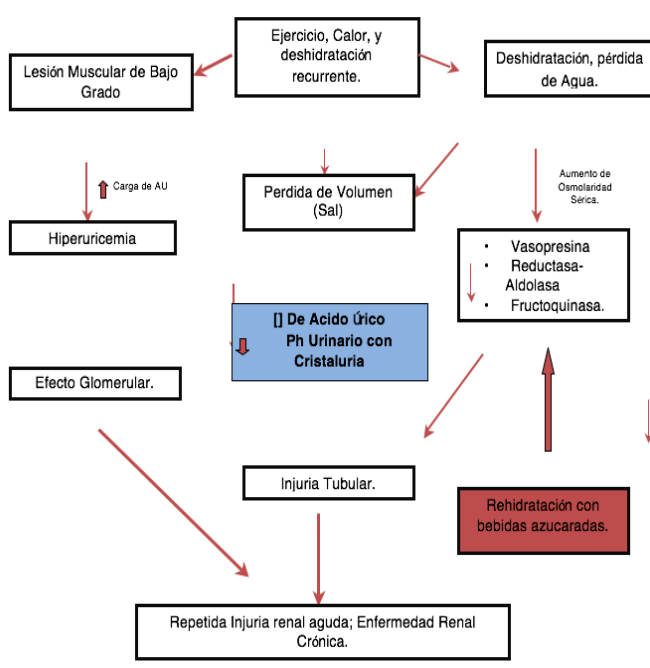 Ejercicio, Calor, y
deshidratación
recurrente.
Lesión Muscular de Bajo
Grado
Deshidratación, pérdida
de Agua.
Carga de AU
Aumento de
Osmolaridad
Sérica.
Perdida de Volumen
(Sal)
Hiperuricemia
• Vasopresina
• Reductasa-
Aldolasa
• Fructoquinasa.
[] De Acido Úrico
Ph Urinario con
Cristaluria
Efecto Glomerular.
Injuria Tubular.
Rehidratación con
bebidas azucaradas.
Repetida Injuria renal aguda; Enfermedad Renal
Crónica.